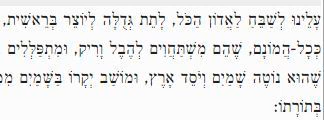 עָלֵינוּ לְשַׁבֵּחַ לַאֲדוֹן הַכֹּל, לָתֵת גְּדֻלָּה לְיוֹצֵר בְּרֵאשִׁית,
כְּכָל-הֲמוֹנָם, שֶׁהֵם מִשְׁתַּחֲוִים לְהֶבֶל וָרִיק, וּמִתְפַּלְּלִים
שֶׁהוּא נוֹטֶה שָׁמַיִם וְיֹסֵד אָרֶץ, וּמוֹשַׁב יְקָרוֹ בַּשָּׁמַיִם
בְּתוֹרָתוֹ: